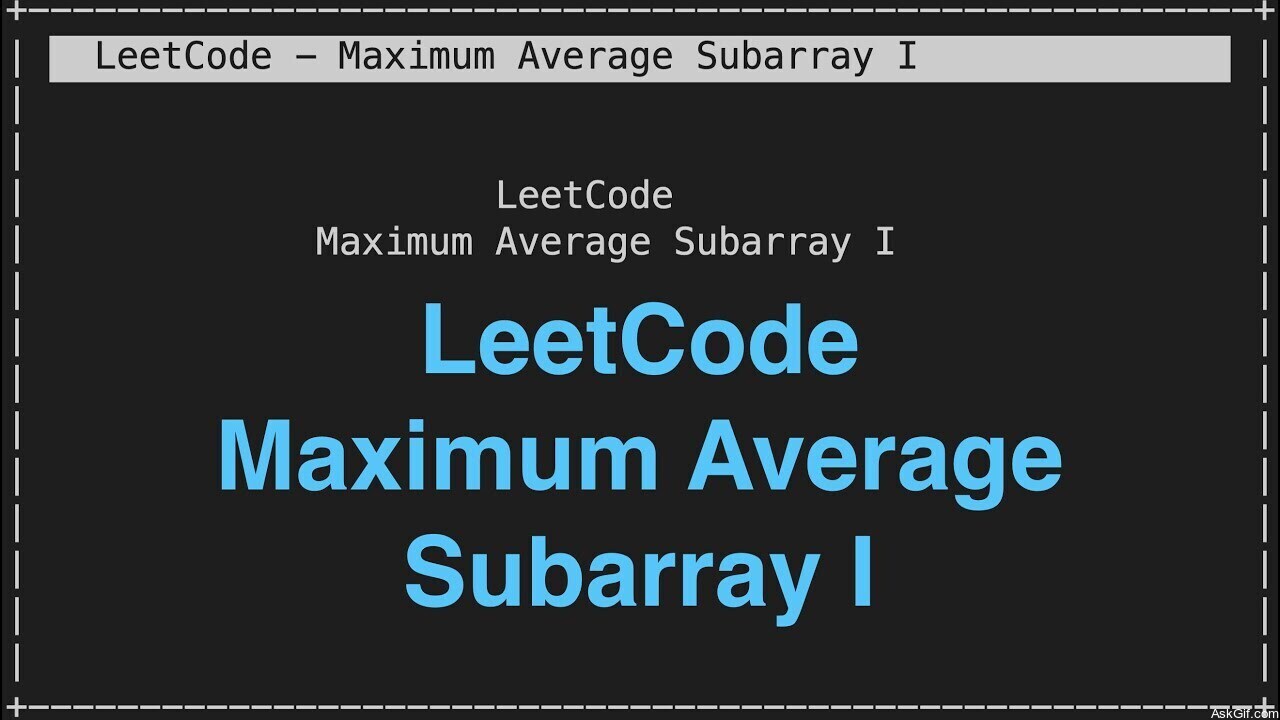 LeetCode – Maximum Average Subarray I
LeetCode
Maximum Average Subarray I
LeetCode
Maximum Average
Subarray I
AskGif.com